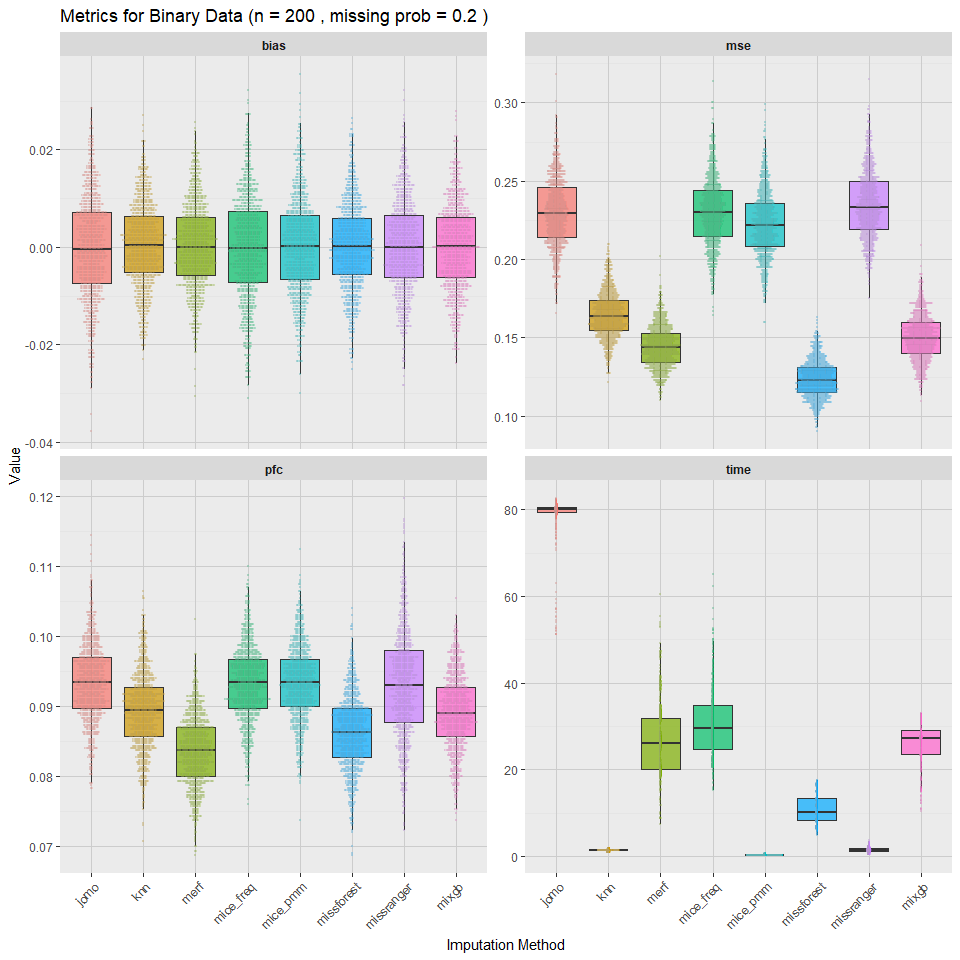 Metrics for Binary Data (n = 200 , missing prob = 0.2 )
bias
mse
0.02
0.00
-0.02
-0.04
0.30
0.25
0.20
0.15
0.10
Value
pfc
time
0.12
0.11
0.10
0.09
0.08
0.07
80
60
40
20
0
jomo
knn
merf
mice_freq
mice_pmm
missforest
missranger
mixgb
jomo
knn
merf
mice_freq
mice_pmm
missforest
missranger
mixgb
Imputation Method